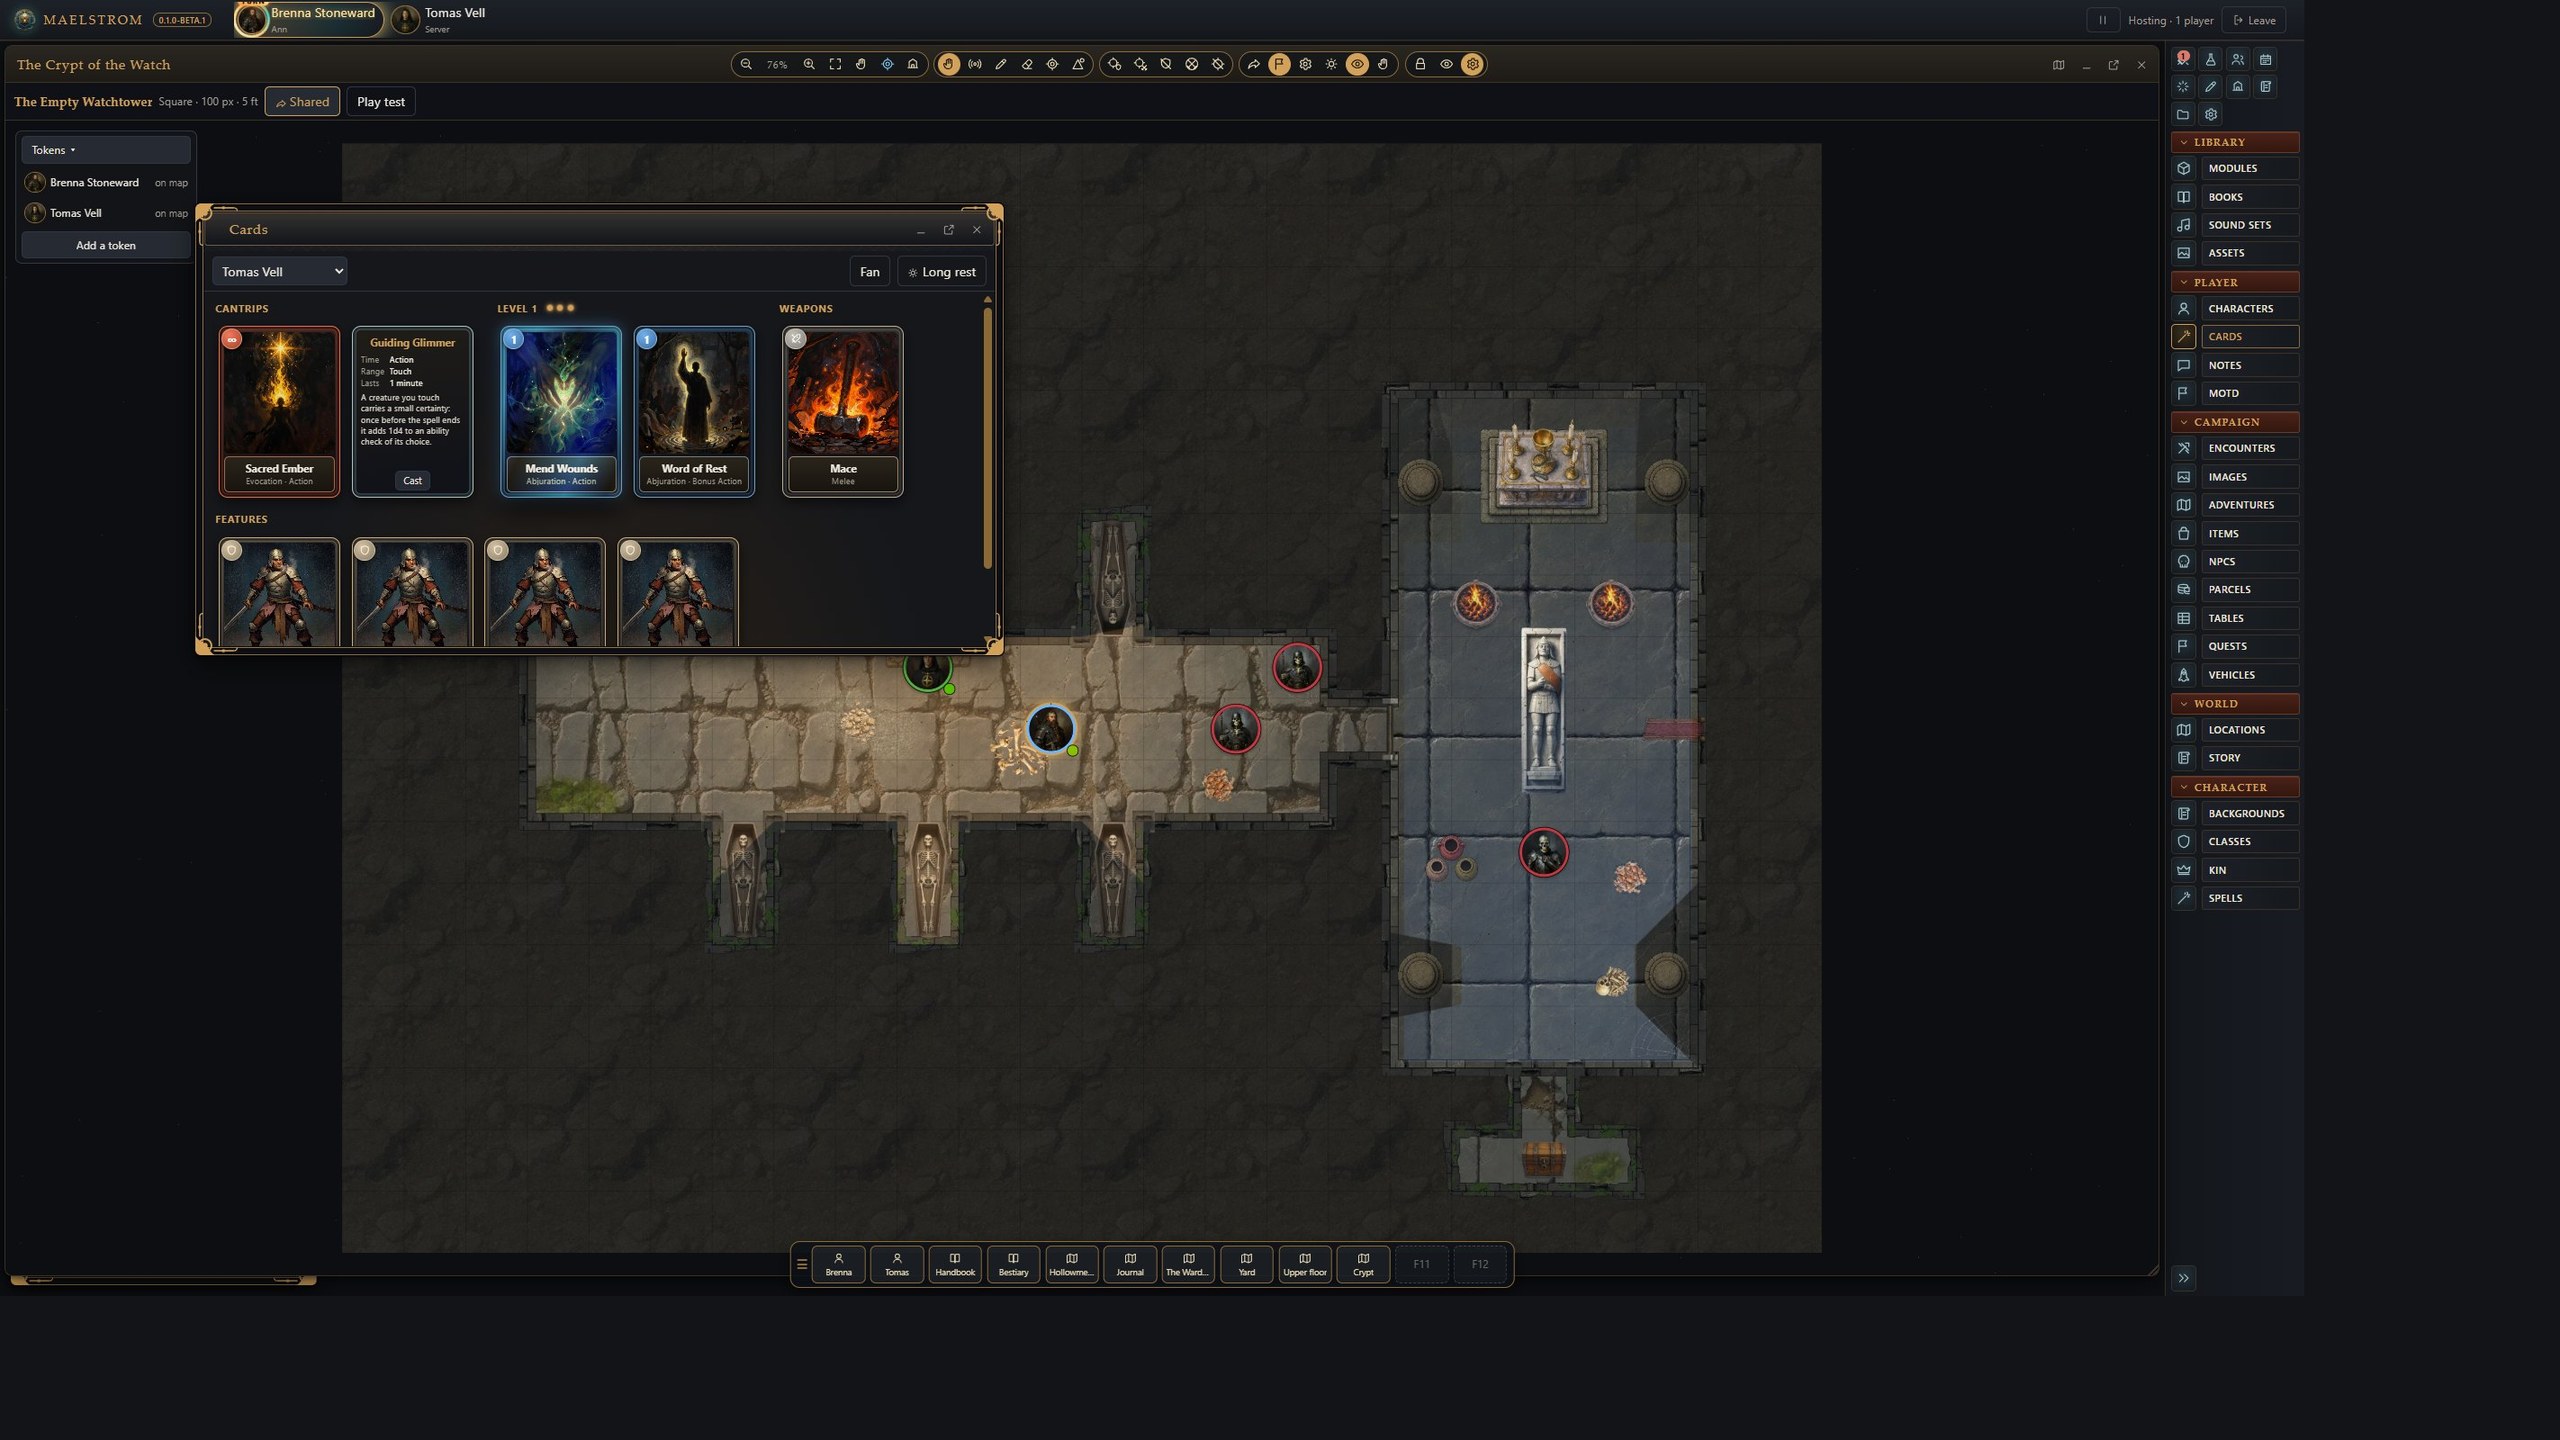 MAELSTROM
0.1.0-BETA.1
Brenna Stoneward
Ann
Tomas Vell
Server
Hosting · 1 player
Leave
The Crypt of the Watch
76%
The Empty Watchtower
Square · 100 px · 5 ft
Shared
Play test
Tokens
Brenna Stoneward on map
Tomas Vell on map
Add a token
Cards
Tomas Vell
Fan
Long rest
CANTRIPS
LEVEL 1
WEAPONS
∞
Sacred Ember
Evocation · Action
Guiding Glimmer
Time Action
Range Touch
Lasts 1 minute
A creature you touch
carries a small certainty:
once before the spell ends
it adds 1d4 to an ability
check of its choice.
Cast
1
Mend Wounds
Abjuration · Action
1
Word of Rest
Abjuration · Bonus Action
Mace
Melee
FEATURES
Brenna
Tomas
Handbook
Bestiary
Hollowme...
Journal
The Ward...
Yard
Upper floor
Crypt
F11
F12
1
LIBRARY
MODULES
BOOKS
SOUND SETS
ASSETS
PLAYER
CHARACTERS
CARDS
NOTES
MOTD
CAMPAIGN
ENCOUNTERS
IMAGES
ADVENTURES
ITEMS
NPCS
PARCELS
TABLES
QUESTS
VEHICLES
WORLD
LOCATIONS
STORY
CHARACTER
BACKGROUNDS
CLASSES
KIN
SPELLS